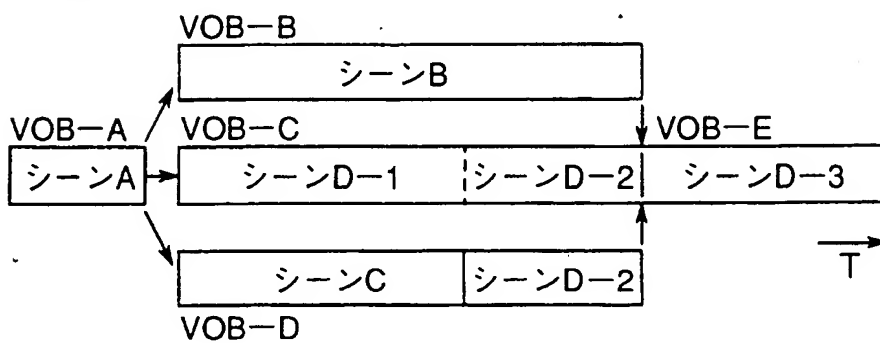 VOB－B
シーンB
VOB－A
VOB－C
VOB－E
シーンA
シーンD－1
シーンD－2
シーンD－3
T
シーンC
シーンD－2
VOB－D